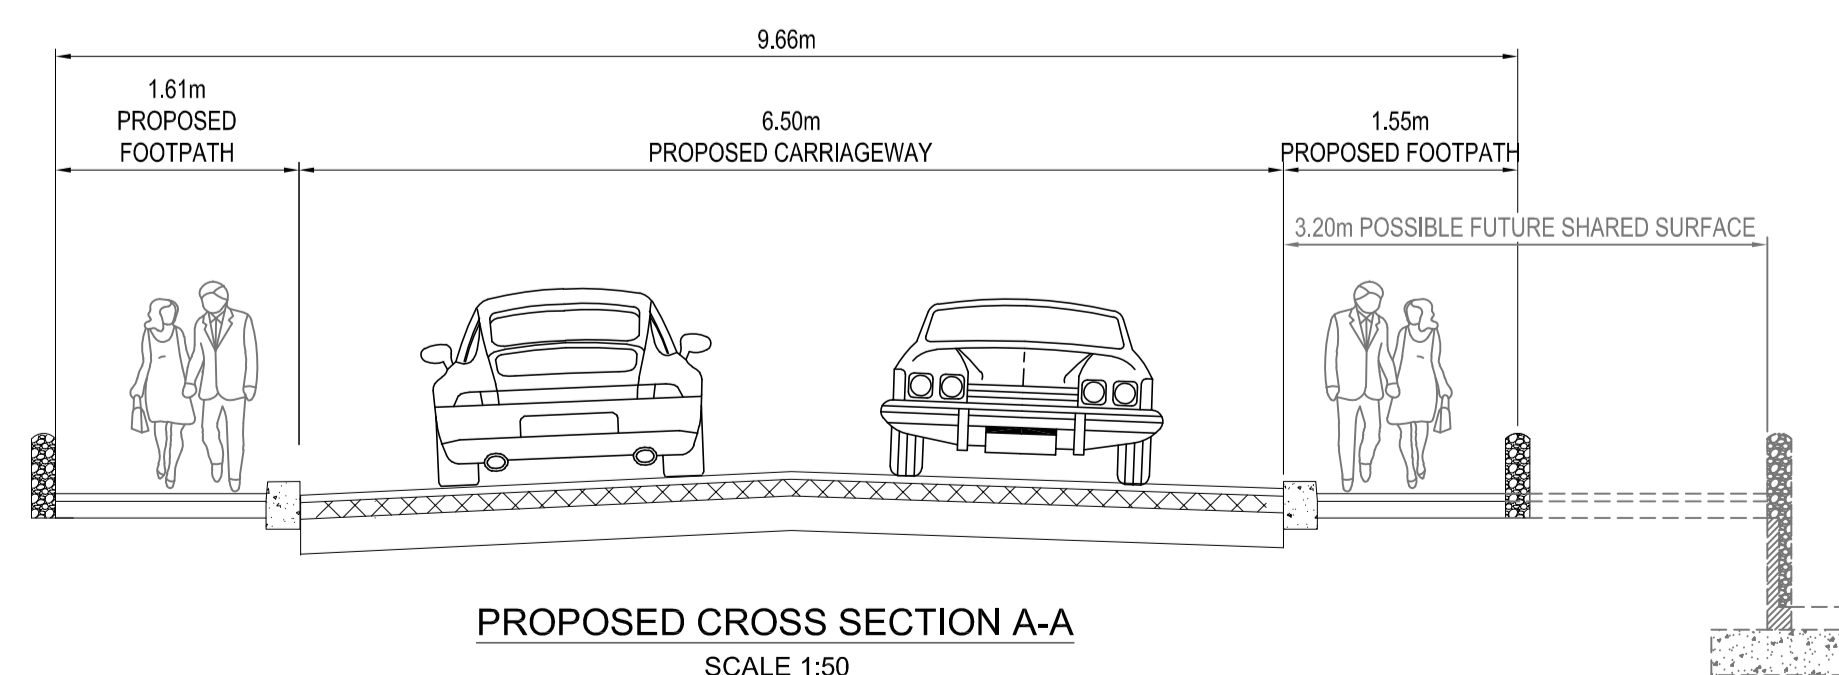 9.66m
1.61m
PROPOSED
FOOTPATH
6.50m
PROPOSED CARRIAGEWAY
1.55m
PROPOSED FOOTPATH
3.20m POSSIBLE FUTURE SHARED SURFACE
PROPOSED CROSS SECTION A-A
SCALE 1:50